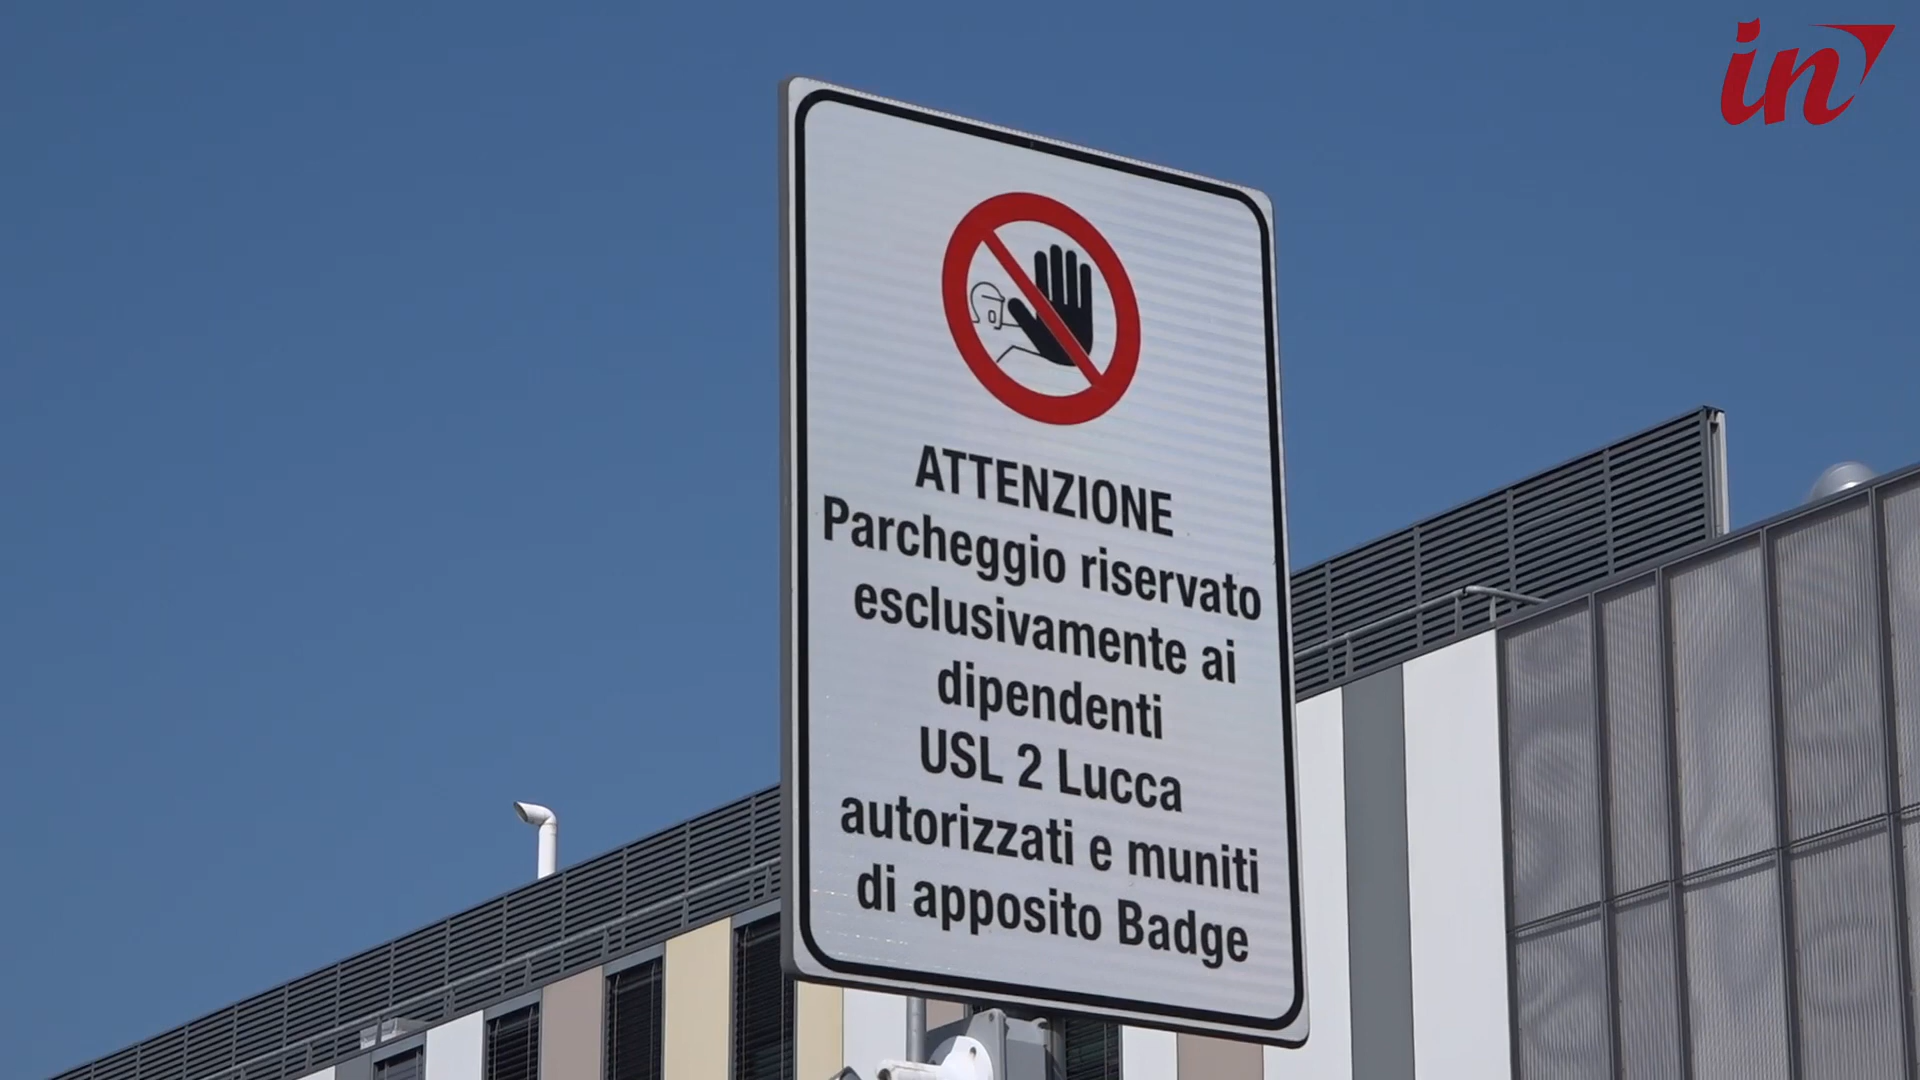 in
ATTENZIONE
Parcheggio riservato
esclusivamente ai
dipendenti
USL 2 Lucca
autorizzati e muniti
di apposito Badge